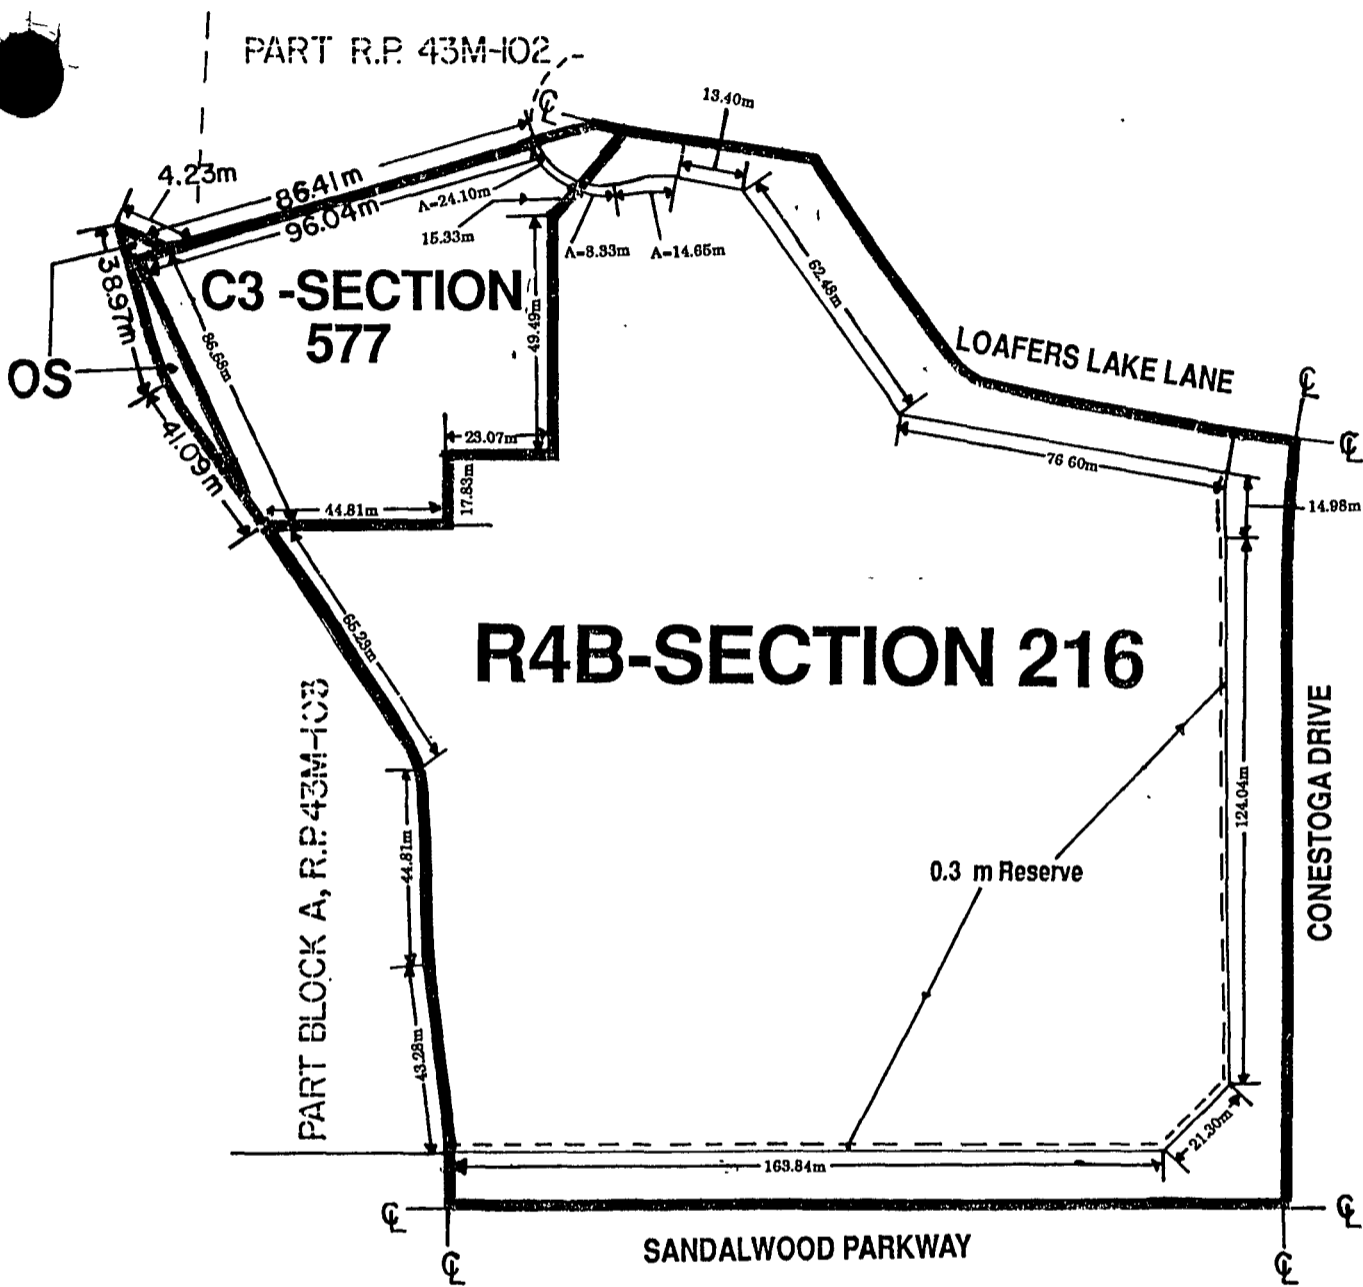 PART R.P. 43M-102
℄
13.40m
4.23m
86.41m
96.04m
A=24.10m
15.33m
A=8.33m
A=14.65m
38.97m
C3 -SECTION
577
86.68m
49.49m
62.48m
LOAFERS LAKE LANE
℄
℄
OS
41.09m
23.07m
17.83m
44.81m
76 60m
14.98m
65.23m
R4B-SECTION 216
PART BLOCK A, R.P.43M-103
44.81m
43.28m
0.3 m Reserve
124.04m
CONESTOGA DRIVE
21.30m
163.84m
℄
℄
SANDALWOOD PARKWAY
℄
℄